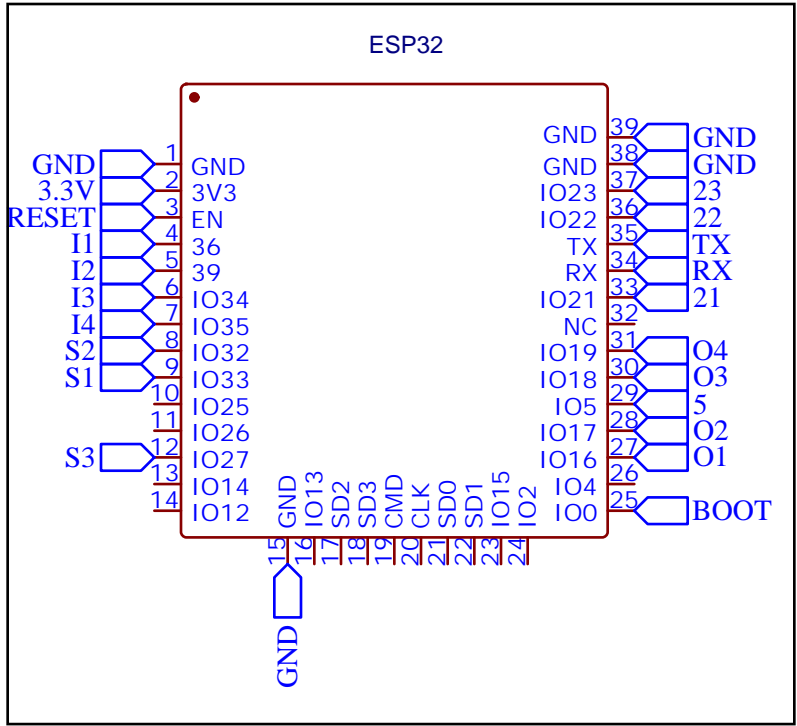 ESP32
GND 1 GND
3.3V 2 3V3
RESET 3 EN
I1 4 36
I2 5 39
I3 6 IO34
I4 7 IO35
S2 8 IO32
S1 9 IO33
10 IO25
11 IO26
S3 12 IO27
13 IO14
14 IO12
GND 15 GND
IO13 16
SD2 17
SD3 18
CMD 19
CLK 20
SD0 21
SD1 22
IO15 23
IO2 24
GND 39 GND
GND 38 GND
IO23 37 23
IO22 36 22
TX 35 TX
RX 34 RX
IO21 33 21
NC 32
IO19 31 O4
IO18 30 O3
IO5 29 5
IO17 28 O2
IO16 27 O1
IO4 26
IO0 25 BOOT